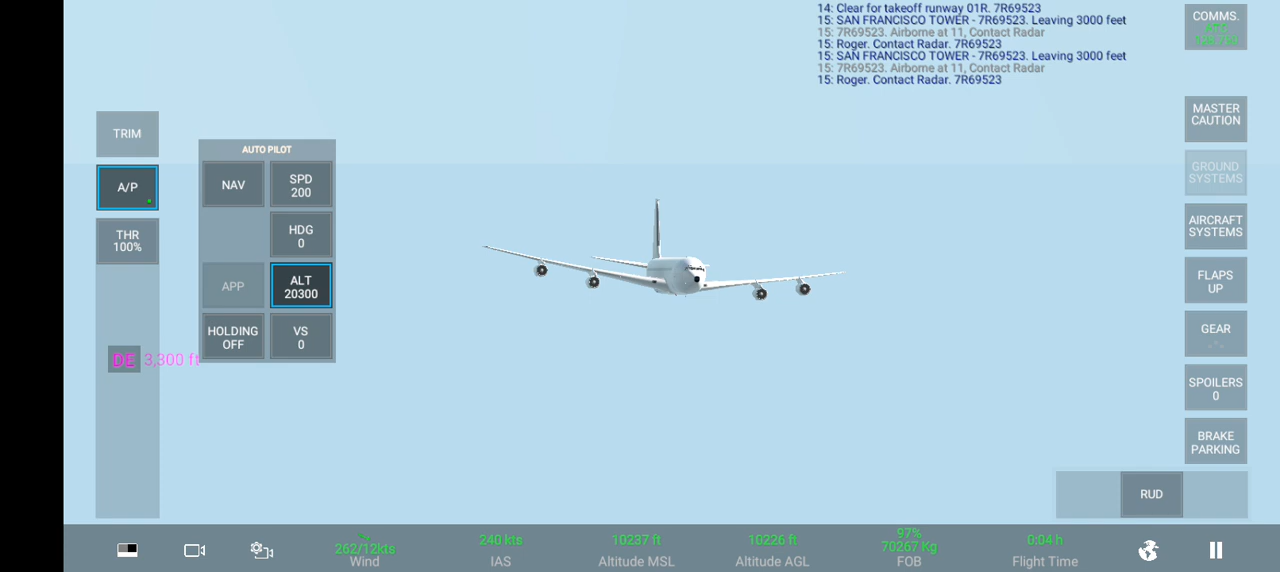 14: Clear for takeoff runway 01R. 7R69523
15: SAN FRANCISCO TOWER - 7R69523. Leaving 3000 feet
15: 7R69523. Airborne at 11, Contact Radar
15: Roger. Contact Radar. 7R69523
15: SAN FRANCISCO TOWER - 7R69523. Leaving 3000 feet
15: 7R69523. Airborne at 11, Contact Radar
15: Roger. Contact Radar. 7R69523
COMMS.
TRIM
A/P
THR
100%
AUTO PILOT
NAV
SPD
200
HDG
0
APP
ALT
20300
HOLDING
OFF
VS
0
DE 3,300 ft
MASTER
CAUTION
GROUND
SYSTEMS
AIRCRAFT
SYSTEMS
FLAPS
UP
GEAR
SPOILERS
0
BRAKE
PARKING
RUD
262/12kts
Wind
240 kts
IAS
10237 ft
Altitude MSL
10226 ft
Altitude AGL
97%
70267 Kg
FOB
0:04 h
Flight Time